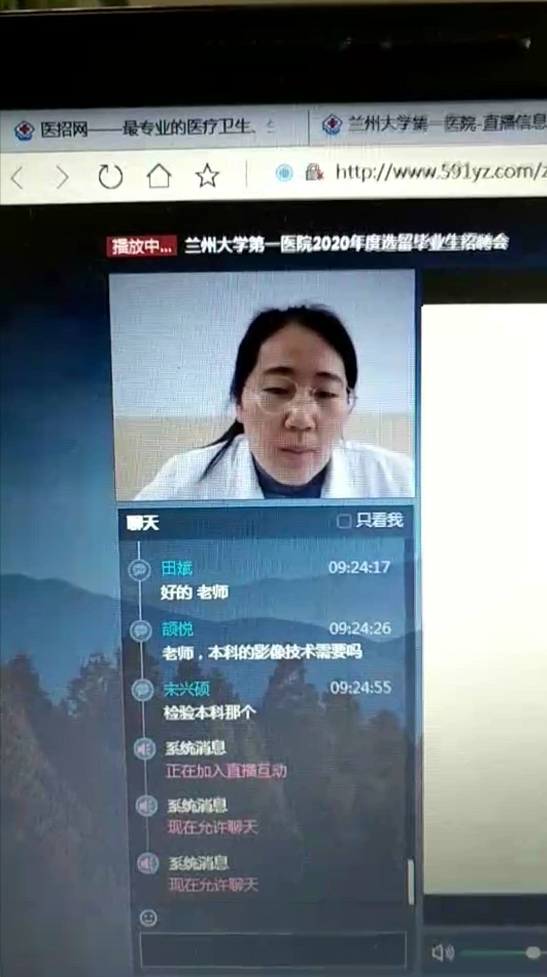 医招网——最专业的医疗卫生、
兰州大学第一医院-直播信息
http://www.591yz.com/z
播放中... 兰州大学第一医院2020年度选留毕业生招聘会
聊天 只看我
田斌 09:24:17
好的 老师
颉悦 09:24:26
老师，本科的影像技术需要吗
宋兴硕 09:24:55
检验本科那个
系统消息
正在加入直播互动
系统消息
现在允许聊天
系统消息
现在允许聊天